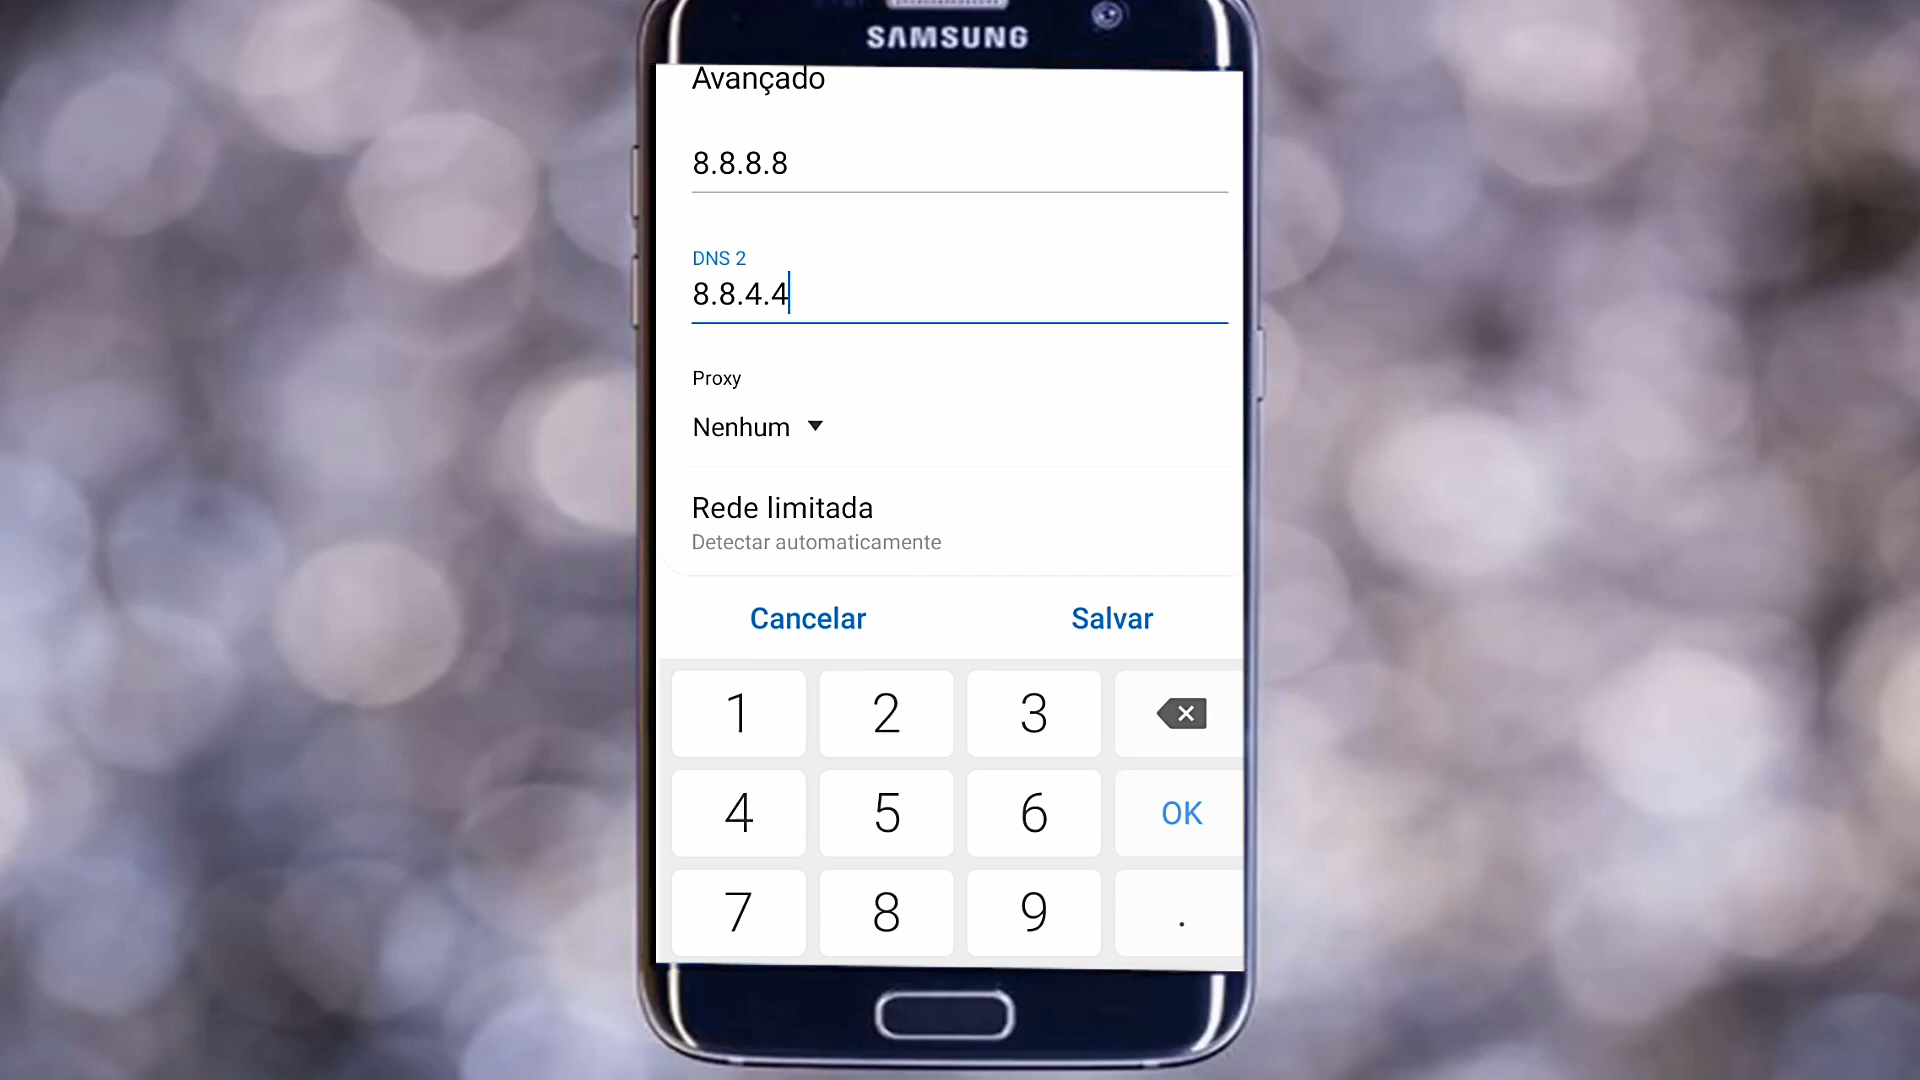 SAMSUNG
Avançado
8.8.8.8
DNS 2
8.8.4.4
Proxy
Nenhum
Rede limitada
Detectar automaticamente
Cancelar Salvar
1 2 3
4 5 6 OK
7 8 9 .